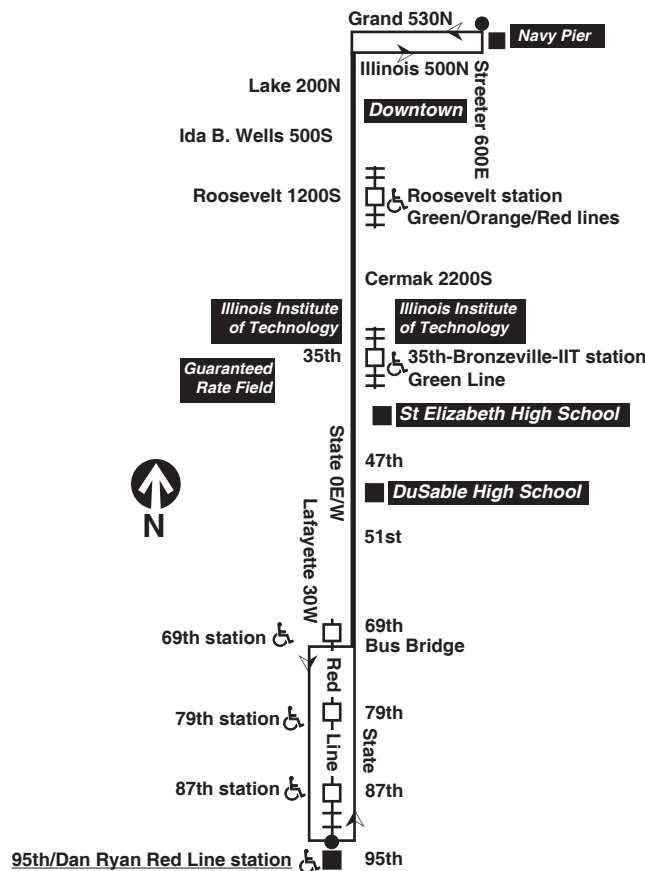 Grand 530N
Navy Pier
Illinois 500N
Streeter 600E
Lake 200N
Downtown
Ida B. Wells 500S
Roosevelt 1200S
Roosevelt station
Green/Orange/Red lines
Cermak 2200S
Illinois Institute
of Technology
Illinois Institute
of Technology
35th
35th-Bronzeville-IIT station
Green Line
Guaranteed
Rate Field
St Elizabeth High School
State 0E/W
47th
DuSable High School
N
Lafayette 30W
51st
69th station
69th
Bus Bridge
Red
Line
79th station
79th
State
87th station
87th
95th/Dan Ryan Red Line station
95th